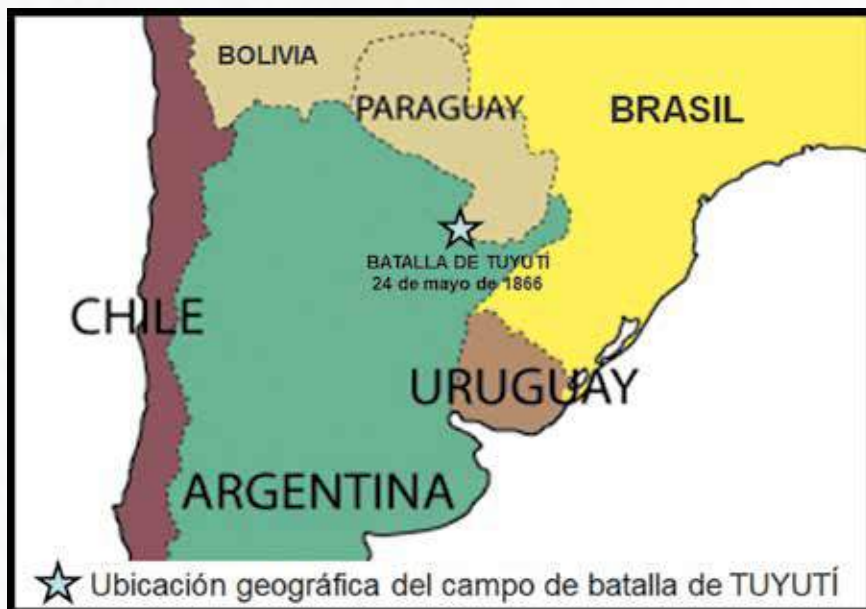 BOLIVIA
PARAGUAY
BRASIL
BATALLA DE TUYUTÍ
24 de mayo de 1866
CHILE
URUGUAY
ARGENTINA
Ubicación geográfica del campo de batalla de TUYUTÍ